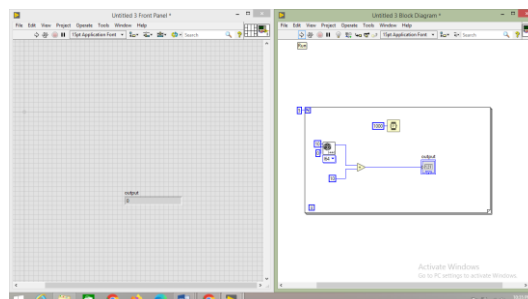 Untitled 3 Front Panel *
File Edit View Project Operate Tools Window Help
15pt Application Font
Search
output
0
Untitled 3 Block Diagram *
File Edit View Project Operate Tools Window Help
15pt Application Font
Search
N
1000
64
output
i
Activate Windows
Go to PC settings to activate Windows.